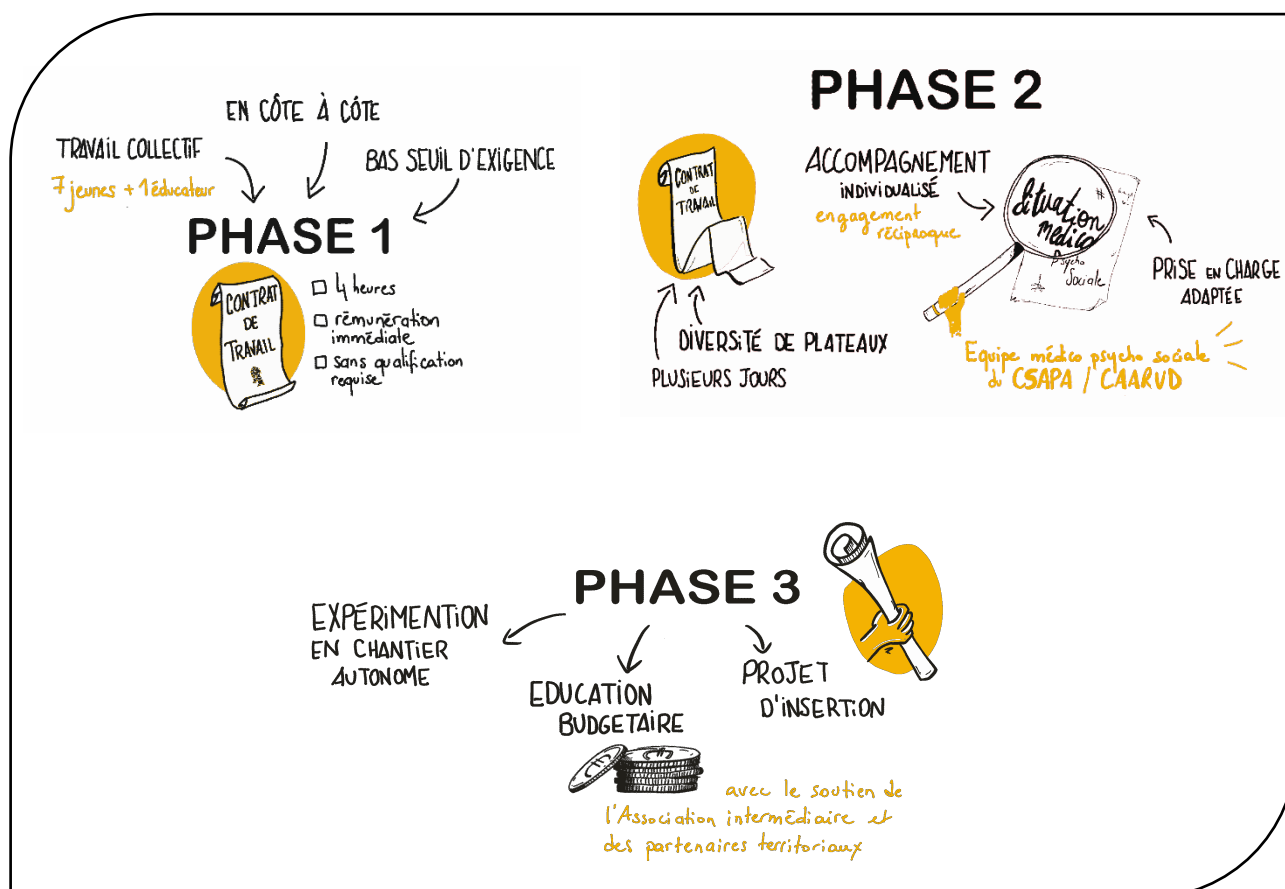 EN CÔTE À CÔTE
TRAVAIL COLLECTIF
7 jeunes + 1 éducateur
BAS SEUIL D'EXIGENCE
PHASE 1
CONTRAT
DE
TRAVAIL
4 heures
rémunération
immédiate
sans qualification
requise
PHASE 2
CONTRAT
DE
TRAVAIL
ACCOMPAGNEMENT
INDIVIDUALISÉ
engagement
réciproque
Situation
médico
Psycho
Sociale
PRISE EN CHARGE
ADAPTÉE
DIVERSITÉ DE PLATEAUX
PLUSIEURS JOURS
Equipe médico psycho sociale
du CSAPA / CAARUD
PHASE 3
EXPÉRIMENTION
EN CHANTIER
AUTONOME
EDUCATION
BUDGETAIRE
PROJET
D'INSERTION
avec le soutien de
l'Association intermédiaire et
des partenaires territoriaux